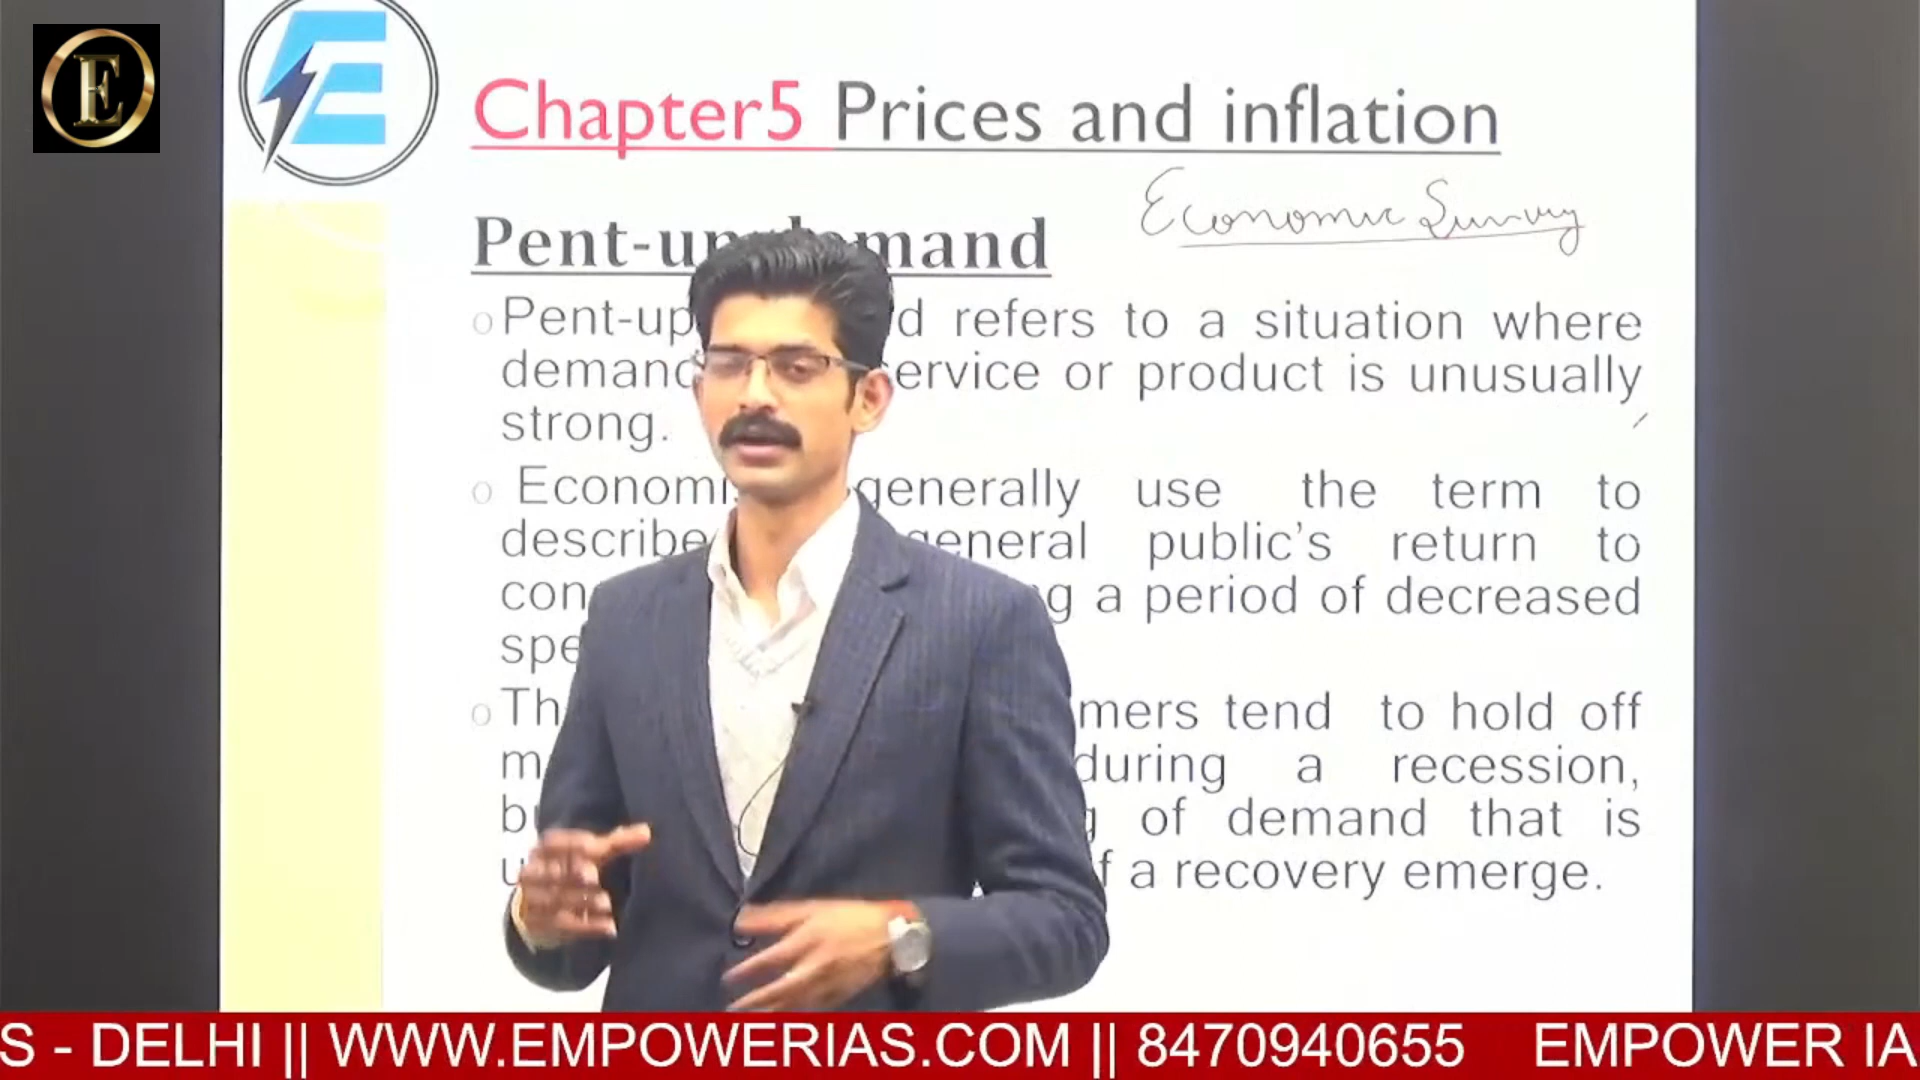 E
E
Chapter5 Prices and inflation
Economic Survey
Pent-up demand
Pent-up d refers to a situation where
demand ervice or product is unusually
strong.
Economi generally use the term to
describe general public's return to
con g a period of decreased
spe
Th mers tend to hold off
m during a recession,
bu g of demand that is
u f a recovery emerge.
S - DELHI || WWW.EMPOWERIAS.COM || 8470940655 EMPOWER IA